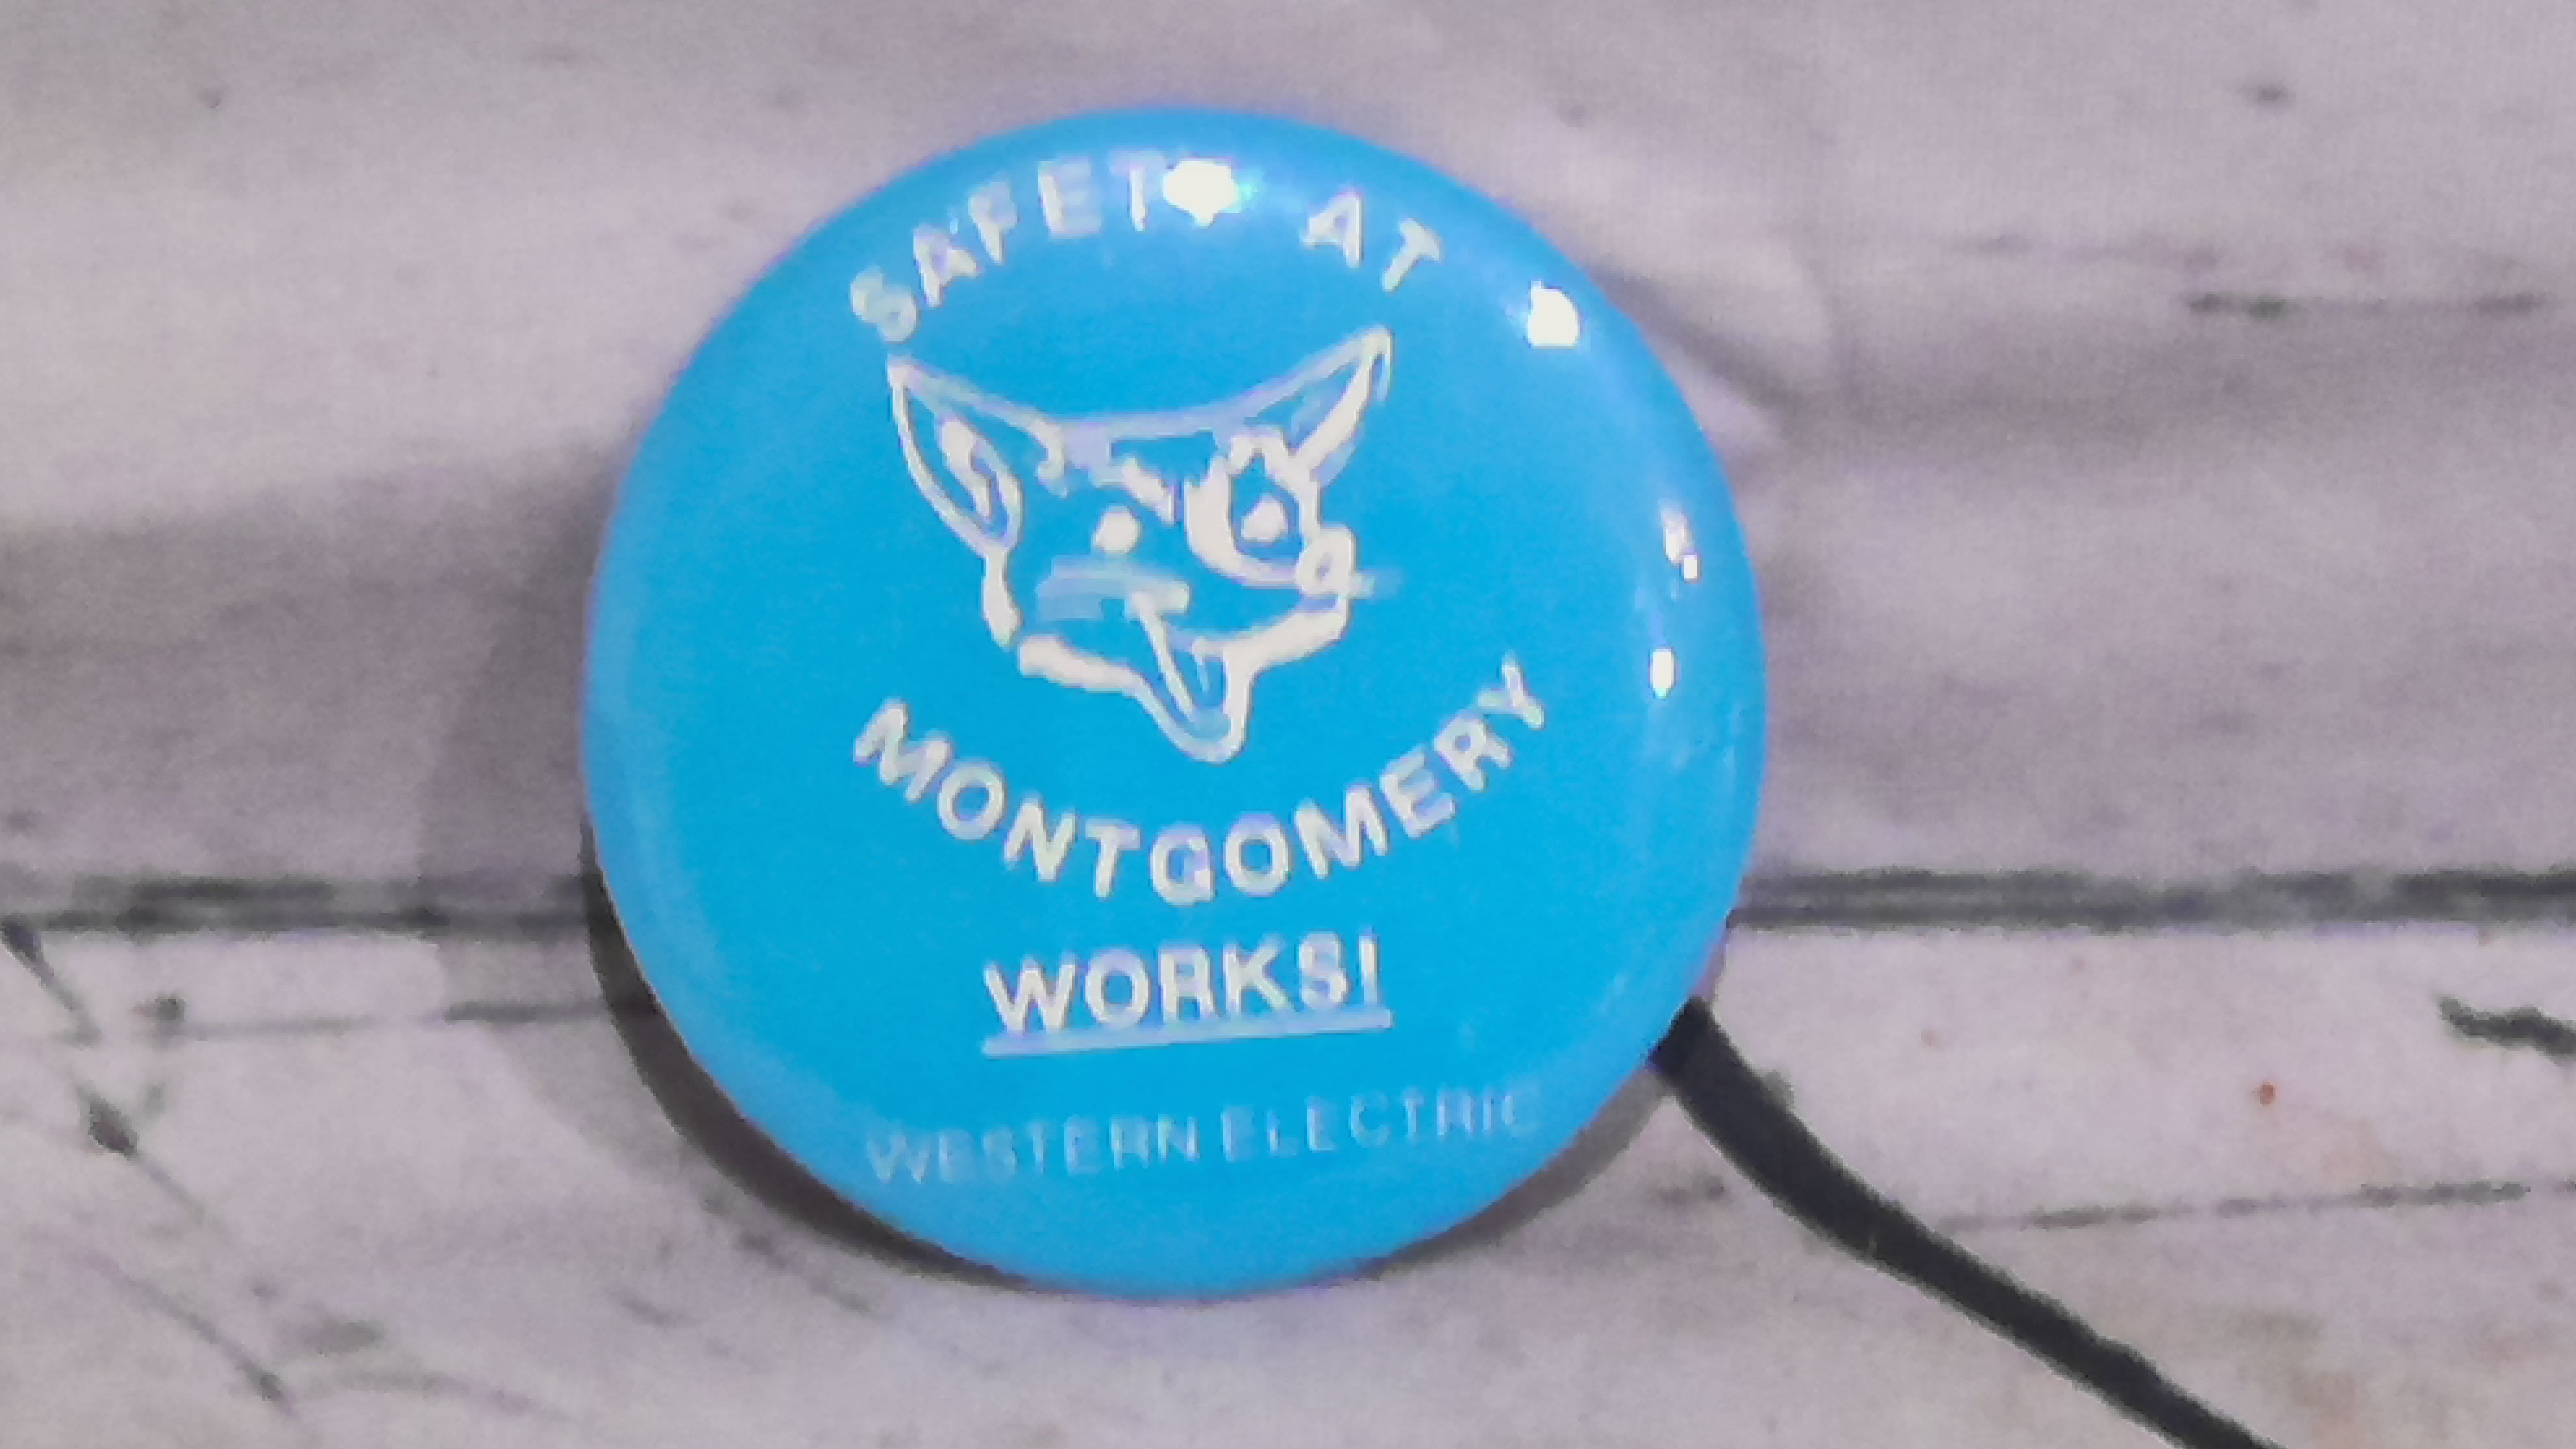 SAFETY AT
MONTGOMERY
WORKS!
WESTERN ELECTRIC